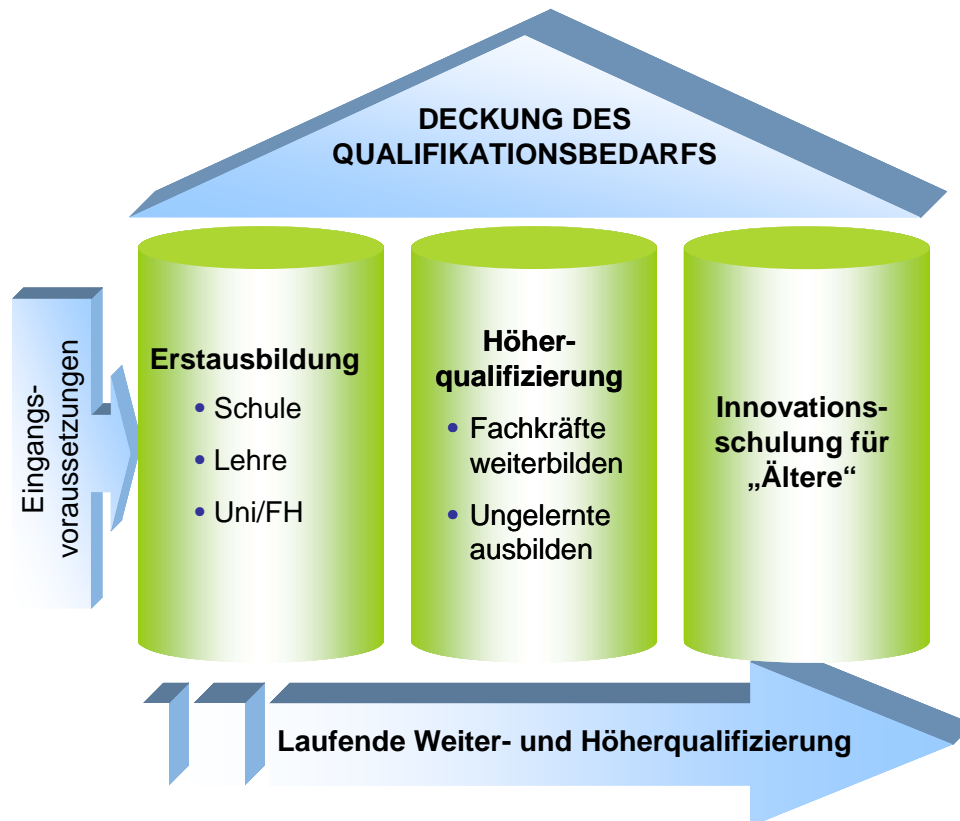 DECKUNG DES
QUALIFIKATIONSBEDARFS
Eingangs-
voraussetzungen
Erstausbildung
• Schule
• Lehre
• Uni/FH
Höher-
qualifizierung
• Fachkräfte
weiterbilden
• Ungelernte
ausbilden
Innovations-
schulung für
„Ältere“
Laufende Weiter- und Höherqualifizierung